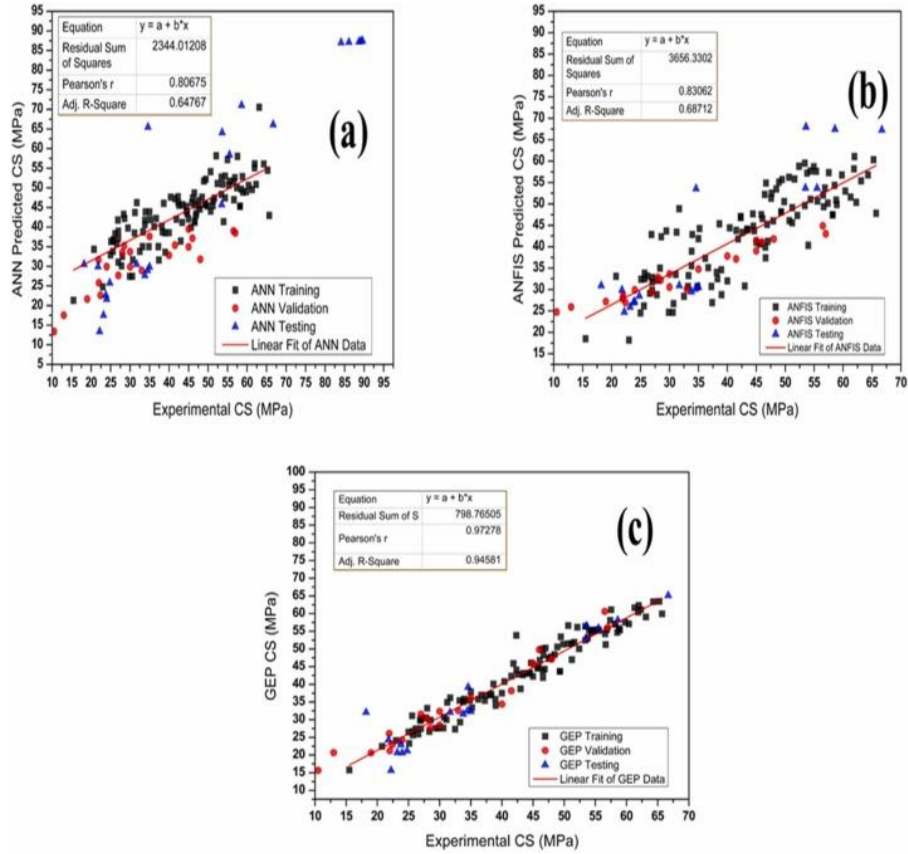 Equation y = a + b*x
Residual Sum of Squares 2344.01208
Pearson's r 0.80675
Adj. R-Square 0.64767
(a)
ANN Predicted CS (MPa)
95
90
85
80
75
70
65
60
55
50
45
40
35
30
25
20
15
10
5
ANN Training
ANN Validation
ANN Testing
Linear Fit of ANN Data
10 15 20 25 30 35 40 45 50 55 60 65 70 75 80 85 90 95
Experimental CS (MPa)
Equation y = a + b*x
Residual Sum of Squares 3656.3302
Pearson's r 0.83062
Adj. R-Square 0.68712
(b)
ANFIS Predicted CS (MPa)
95
90
85
80
75
70
65
60
55
50
45
40
35
30
25
20
15
ANFIS Training
ANFIS Validation
ANFIS Testing
Linear Fit of ANFIS Data
10 15 20 25 30 35 40 45 50 55 60 65 70
Experimental CS (MPa)
Equation y = a + b*x
Residual Sum of S 798.76505
Pearson's r 0.97278
Adj. R-Square 0.94581
(c)
GEP CS (MPa)
100
95
90
85
80
75
70
65
60
55
50
45
40
35
30
25
20
15
10
GEP Training
GEP Validation
GEP Testing
Linear Fit of GEP Data
10 15 20 25 30 35 40 45 50 55 60 65 70
Experimental CS (MPa)